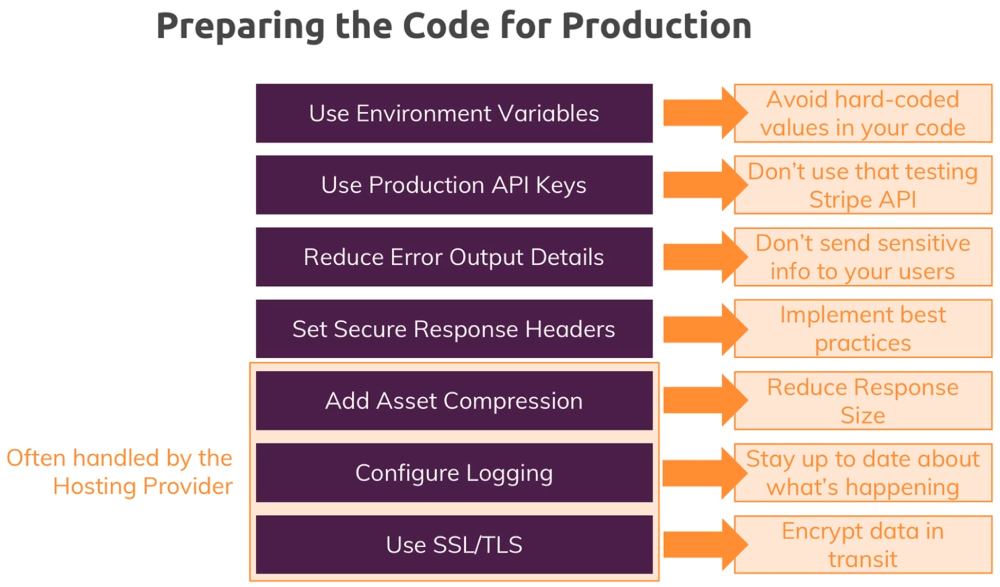 Preparing the Code for Production
Use Environment Variables
Avoid hard-coded
values in your code
Use Production API Keys
Don’t use that testing
Stripe API
Reduce Error Output Details
Don’t send sensitive
info to your users
Set Secure Response Headers
Implement best
practices
Often handled by the
Hosting Provider
Add Asset Compression
Reduce Response
Size
Configure Logging
Stay up to date about
what’s happening
Use SSL/TLS
Encrypt data in
transit